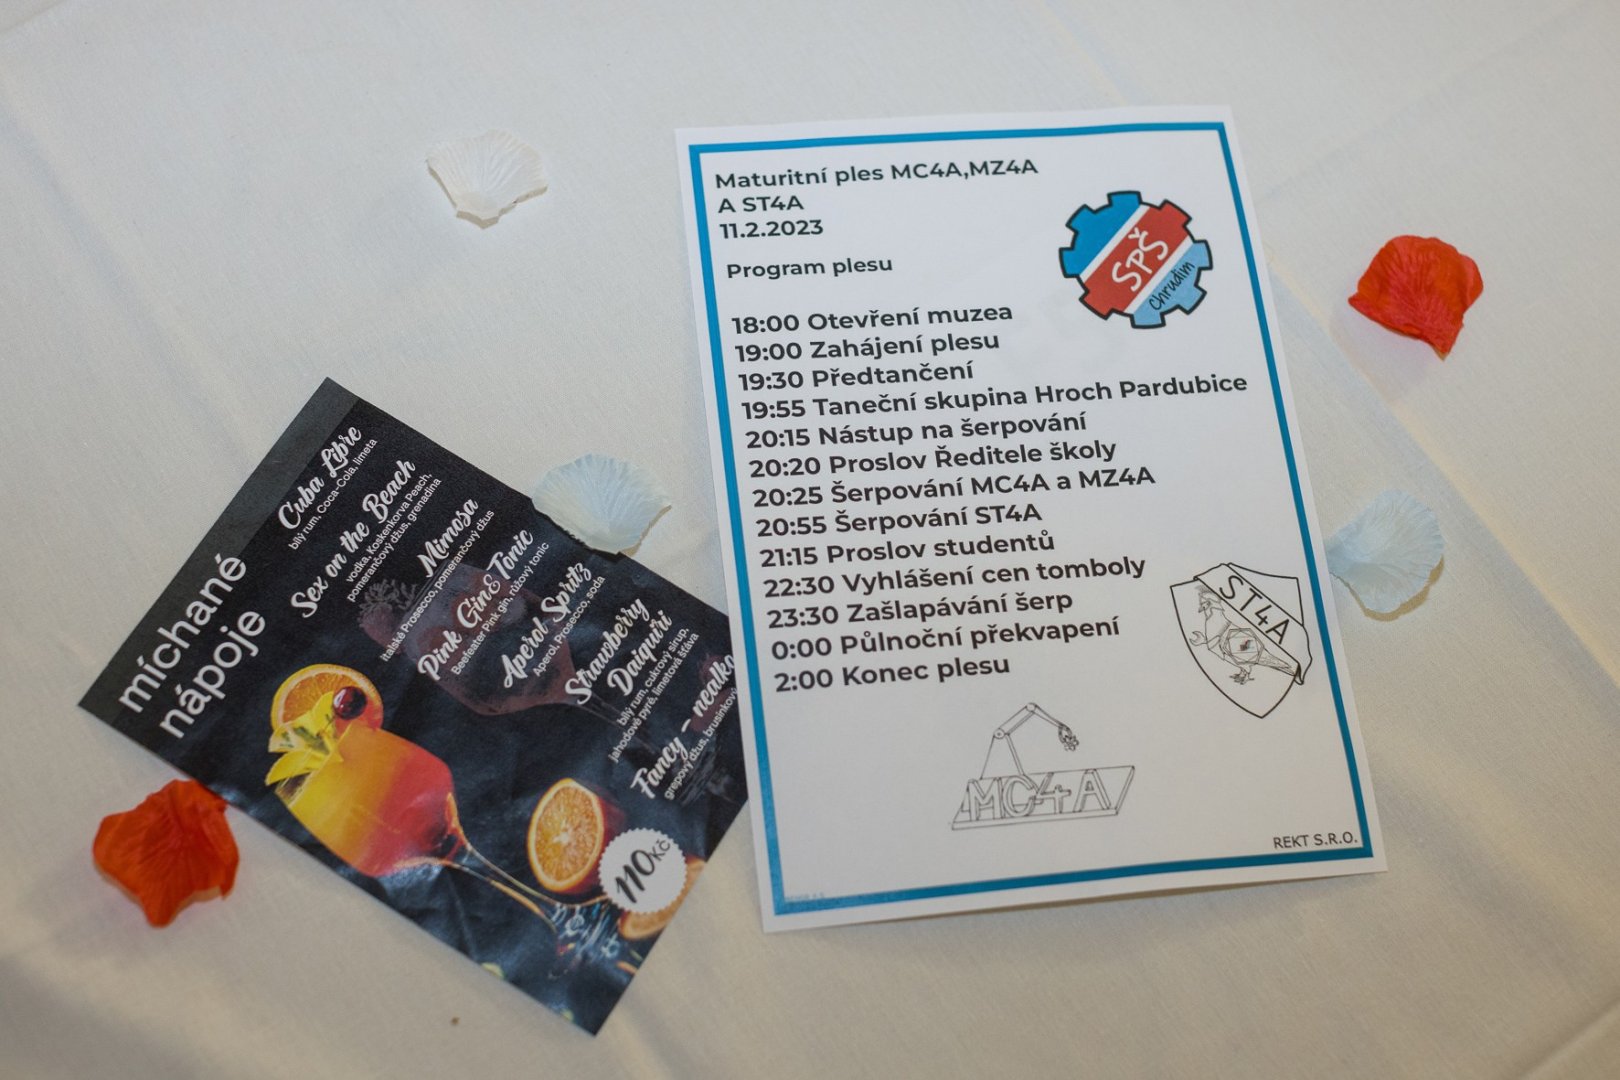 Maturitní ples MC4A,MZ4A
A ST4A
11.2.2023
Program plesu
SPŠ
Chrudim
18:00 Otevření muzea
19:00 Zahájení plesu
19:30 Předtančení
19:55 Taneční skupina Hroch Pardubice
20:15 Nástup na šerpování
20:20 Proslov Ředitele školy
20:25 Šerpování MC4A a MZ4A
20:55 Šerpování ST4A
21:15 Proslov studentů
22:30 Vyhlášení cen tomboly
23:30 Zašlapávání šerp
0:00 Půlnoční překvapení
2:00 Konec plesu
ST4A
MC4A
REKT S.R.O.
míchané
nápoje
Cuba Libre
bílý rum, Coca-Cola, limeta
Sex on the Beach
vodka, Koskenkorva Peach,
pomerančový džus, grenadina
Mimosa
Italské Prosecco, pomerančový džus
Pink Gin& Tonic
Beefeater Pink gin, růžový tonic
Aperol Spritz
Aperol, Prosecco, soda
Strawberry
Daiquiri
bílý rum, cukrový sirup,
jahodové pyré, limetová šťáva
Fancy - nealko
grepový džus, brusinkový
110 Kč